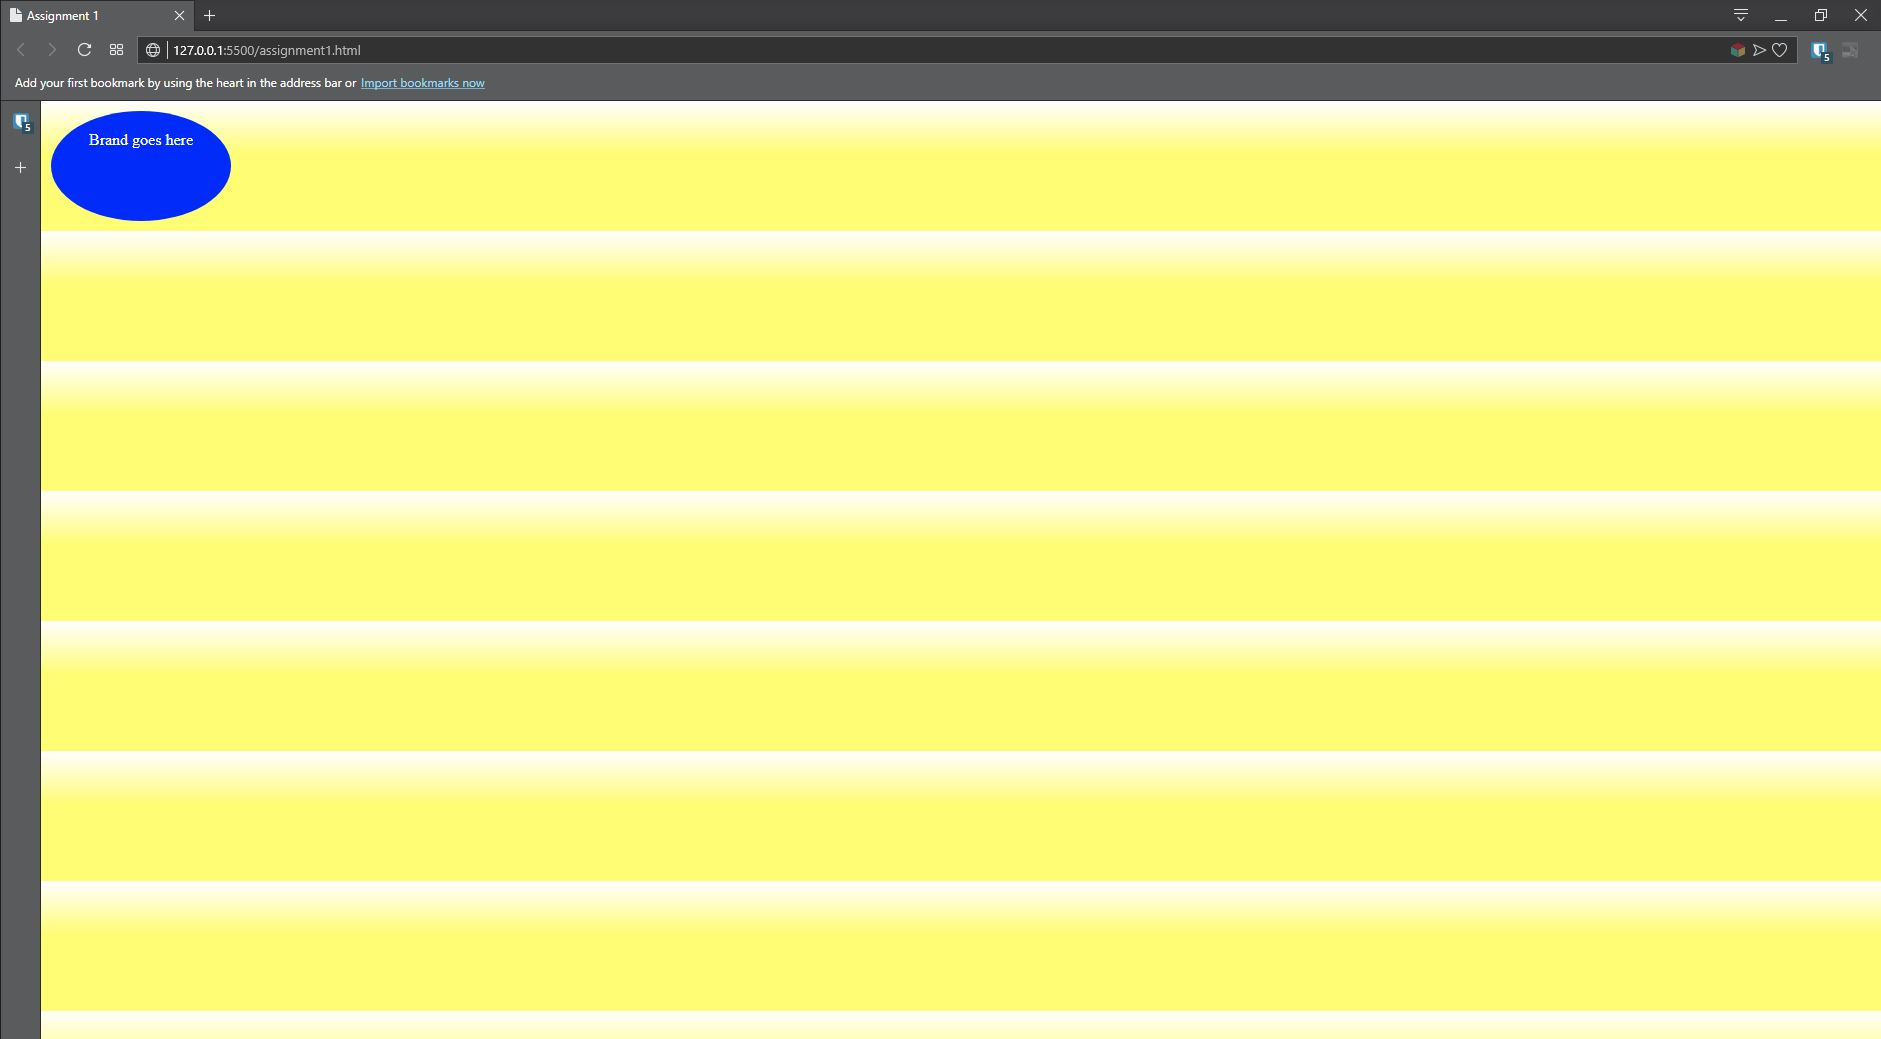 Assignment 1
127.0.0.1:5500/assignment1.html
5
Add your first bookmark by using the heart in the address bar or Import bookmarks now
5
Brand goes here